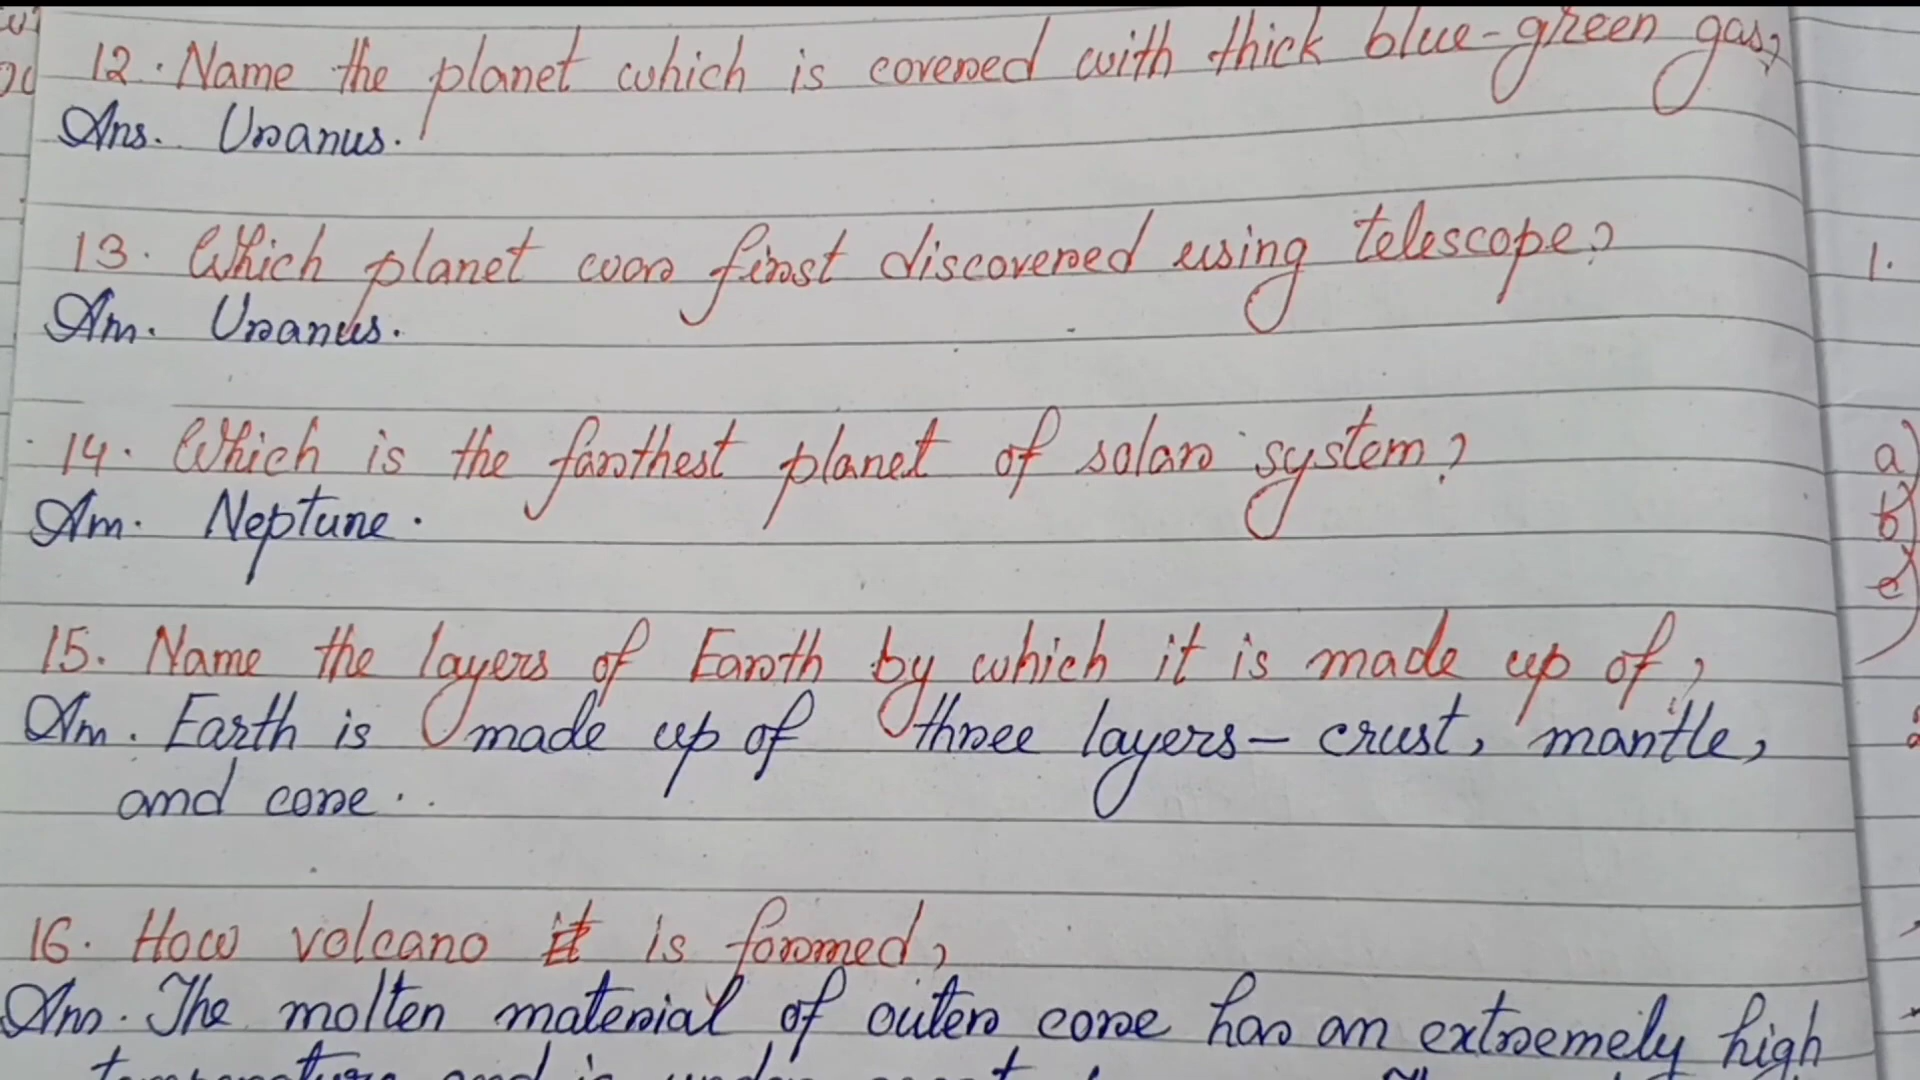 12. Name the planet which is covered with thick blue-green gas?
Ans. Uranus.
13. Which planet was first discovered using telescope?
Ans. Uranus.
1.
14. Which is the farthest planet of solar system?
Ans. Neptune.
a)
b)
c)
15. Name the layers of Earth by which it is made up of?
Ans. Earth is made up of three layers- crust, mantle,
and core.
16. How volcano is formed?
Ans. The molten material of outer core has an extremely high